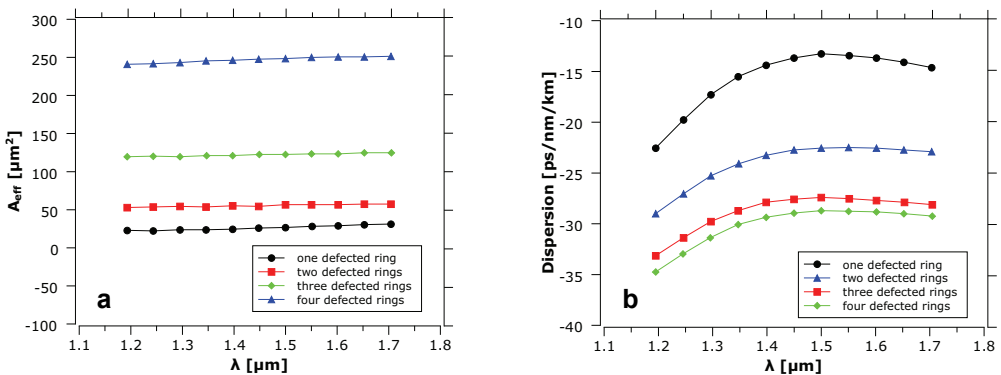 300
250
200
150
100
50
0
-50
-100
A_eff [µm²]
1.1 1.2 1.3 1.4 1.5 1.6 1.7 1.8
λ [µm]
one defected ring
two defected rings
three defected rings
four defected rings
a
-10
-15
-20
-25
-30
-35
-40
Dispersion [ps/nm/km]
1.1 1.2 1.3 1.4 1.5 1.6 1.7 1.8
λ [µm]
one defected ring
two defected rings
three defected rings
four defected rings
b